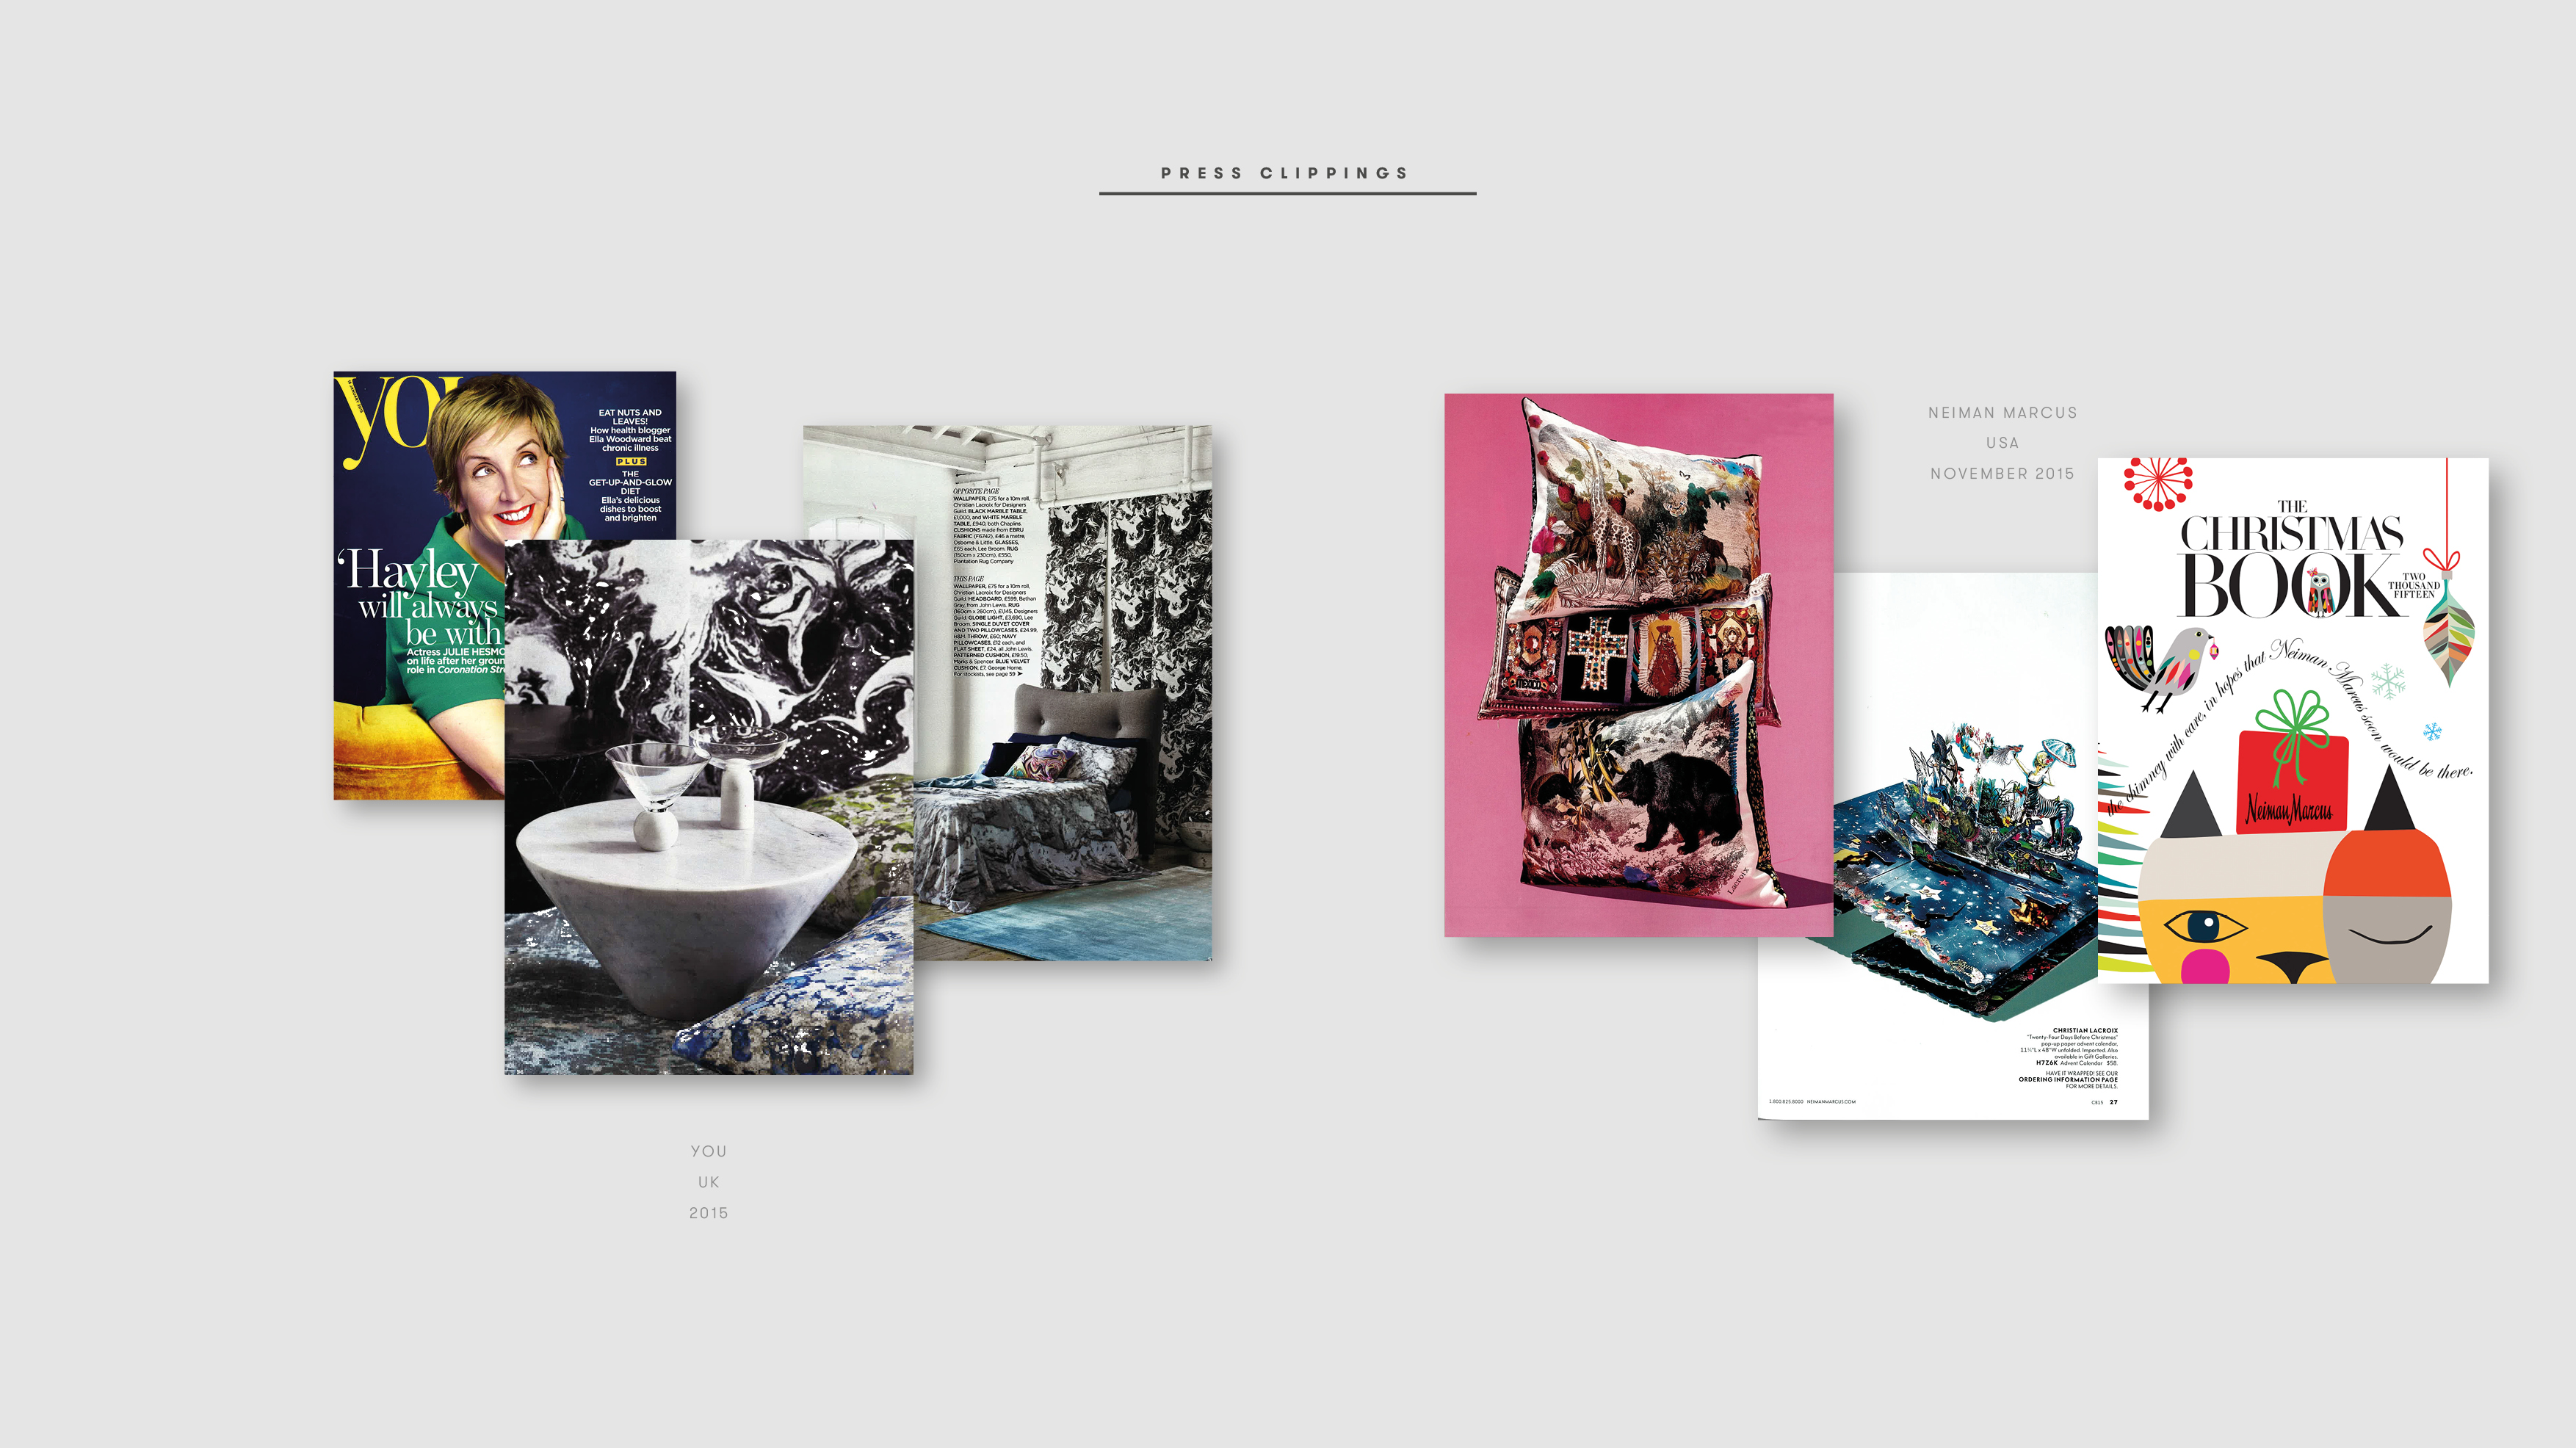 PRESS CLIPPINGS
you
EAT NUTS AND
LEAVES!
How health blogger
Ella Woodward beat
chronic illness
PLUS
THE
GET-UP-AND-GLOW
DIET
Ella's delicious
dishes to boost
and brighten
‘Hayley
will always
be with
Actress JULIE HESMO
on life after her groun
role in Coronation Str
OPPOSITE PAGE
WALLPAPER, £75 for a 10m roll,
Christian Lacroix for Designers
Guild. BLACK MARBLE TABLE,
£1,000, and WHITE MARBLE
TABLE, £940, both Chaplins
CUSHIONS made from EBRU
FABRIC (F6742), £46 a metre,
Osborne & Little. GLASSES,
£65 each, Lee Broom. RUG
(150cm x 230cm), £550,
Plantation Rug Company
THIS PAGE
WALLPAPER, £75 for a 10m roll,
Christian Lacroix for Designers
Guild. HEADBOARD, £599, Bethan
Gray, from John Lewis. RUG
(160cm x 260cm), £1,145, Designers
Guild. GLOBE LIGHT, £3,690, Lee
Broom. SINGLE DUVET COVER
AND TWO PILLOWCASES, £24.99,
H&M. THROW, £60; NAVY
PILLOWCASES, £12 each, and
FLAT SHEET, £24, all John Lewis.
PATTERNED CUSHION, £19.50,
Marks & Spencer. BLUE VELVET
CUSHION, £7, George Home.
For stockists, see page 59 ➤
YOU
UK
2015
MEXICO
Lacroix
NEIMAN MARCUS
USA
NOVEMBER 2015
CHRISTIAN LACROIX
"Twenty-Four Days Before Christmas"
pop-up paper advent calendar,
11½"L x 48"W unfolded. Imported. Also
available in Gift Galleries.
H7Z6K Advent Calendar $58.
HAVE IT WRAPPED! SEE OUR
ORDERING INFORMATION PAGE
FOR MORE DETAILS.
1.800.825.8000 NEIMANMARCUS.COM
CB15 27
THE
CHRISTMAS
BOOK
TWO
THOUSAND
FIFTEEN
the chimney with care, in hopes that Neiman Marcus soon would be there.
Neiman Marcus